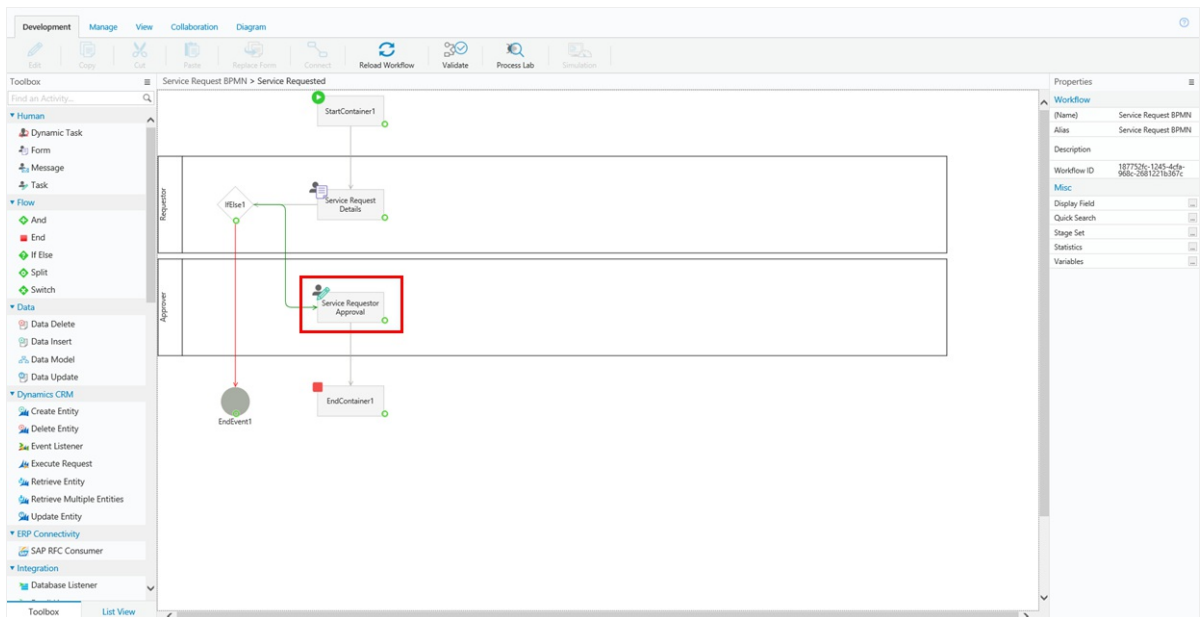 Development Manage View Collaboration Diagram
Edit Copy Cut Paste Replace Form Connect Reload Workflow Validate Process Lab Simulation
Toolbox
Service Request BPMN > Service Requested
Properties
Find an Activity...
Human
Dynamic Task
Form
Message
Task
Flow
And
End
If Else
Split
Switch
Data
Data Delete
Data Insert
Data Model
Data Update
Dynamics CRM
Create Entity
Delete Entity
Event Listener
Execute Request
Retrieve Entity
Retrieve Multiple Entities
Update Entity
ERP Connectivity
SAP RFC Consumer
Integration
Database Listener
Toolbox List View
StartContainer1
Requestor
IfElse1
Service Request
Details
Approver
Service Requestor
Approval
EndEvent1
EndContainer1
Workflow
(Name) Service Request BPMN
Alias Service Request BPMN
Description
Workflow ID 187752fc-1245-4cfa-
968c-2681221b367c
Misc
Display Field
Quick Search
Stage Set
Statistics
Variables